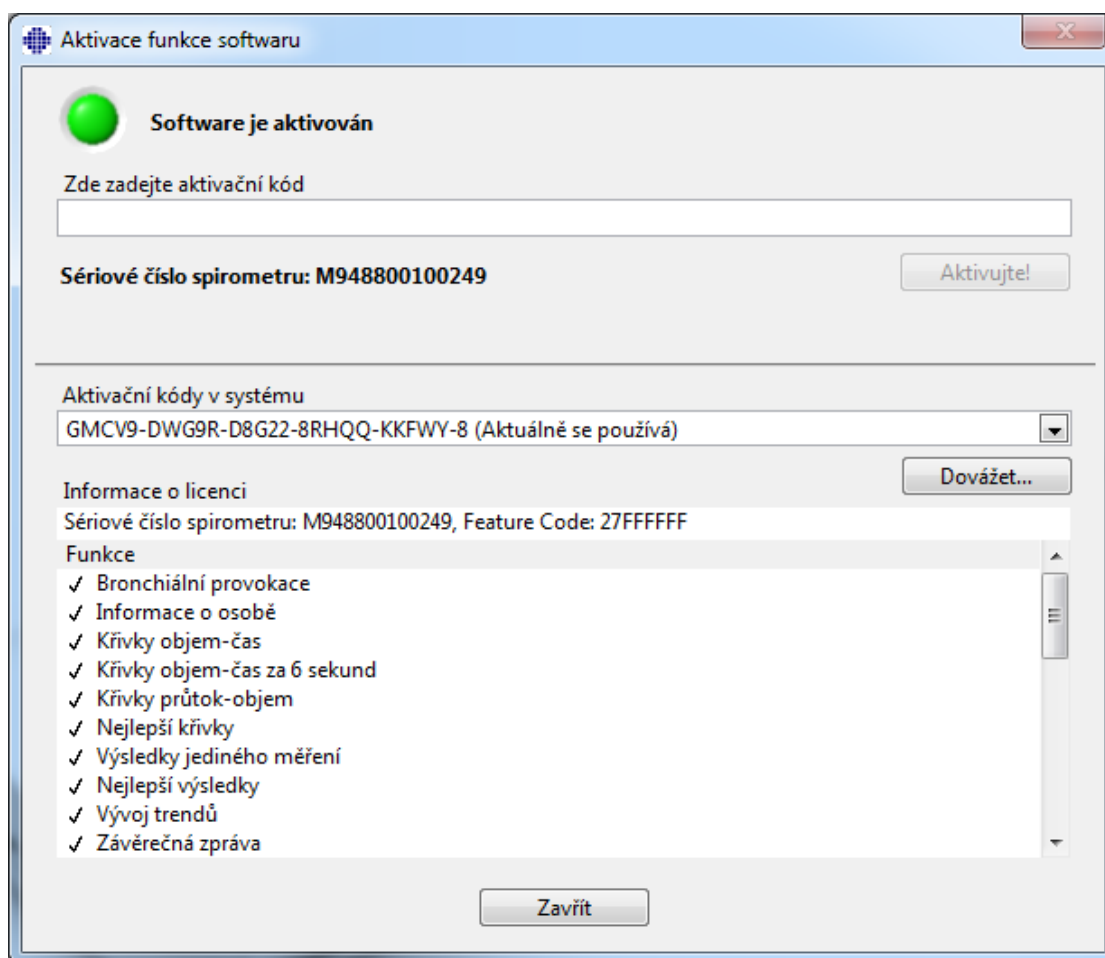 Aktivace funkce softwaru
Software je aktivován
Zde zadejte aktivační kód
Sériové číslo spirometru: M948800100249
Aktivujte!
Aktivační kódy v systému
GMCV9-DWG9R-D8G22-8RHQQ-KKFWY-8 (Aktuálně se používá)
Dovážet...
Informace o licenci
Sériové číslo spirometru: M948800100249, Feature Code: 27FFFFFF
Funkce
✓ Bronchiální provokace
✓ Informace o osobě
✓ Křivky objem-čas
✓ Křivky objem-čas za 6 sekund
✓ Křivky průtok-objem
✓ Nejlepší křivky
✓ Výsledky jediného měření
✓ Nejlepší výsledky
✓ Vývoj trendů
✓ Závěrečná zpráva
Zavřít